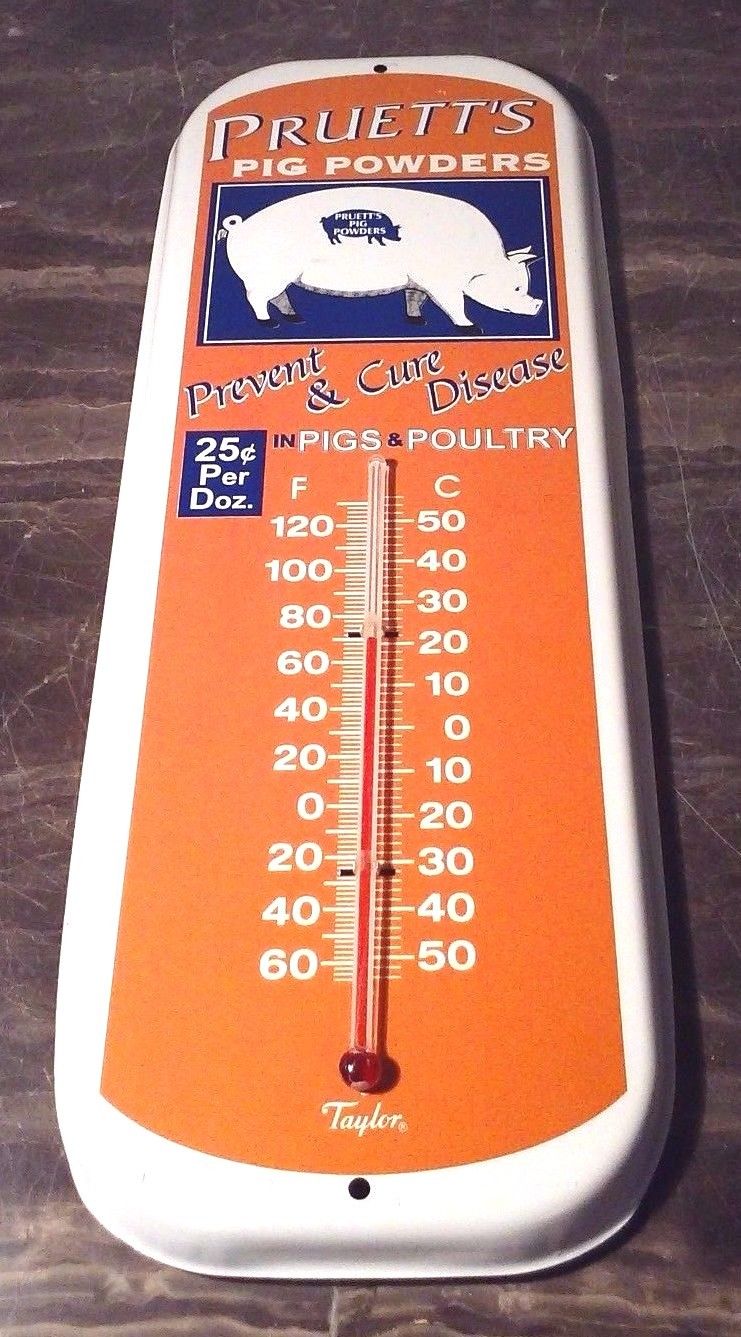 PRUETT'S
PIG POWDERS
PRUETT'S
PIG
POWDERS
Prevent & Cure Disease
25¢
Per
Doz.
IN PIGS & POULTRY
F C
120 50
100 40
80 30
60 20
40 10
20 0
0 10
20 20
40 30
60 40
50
Taylor®